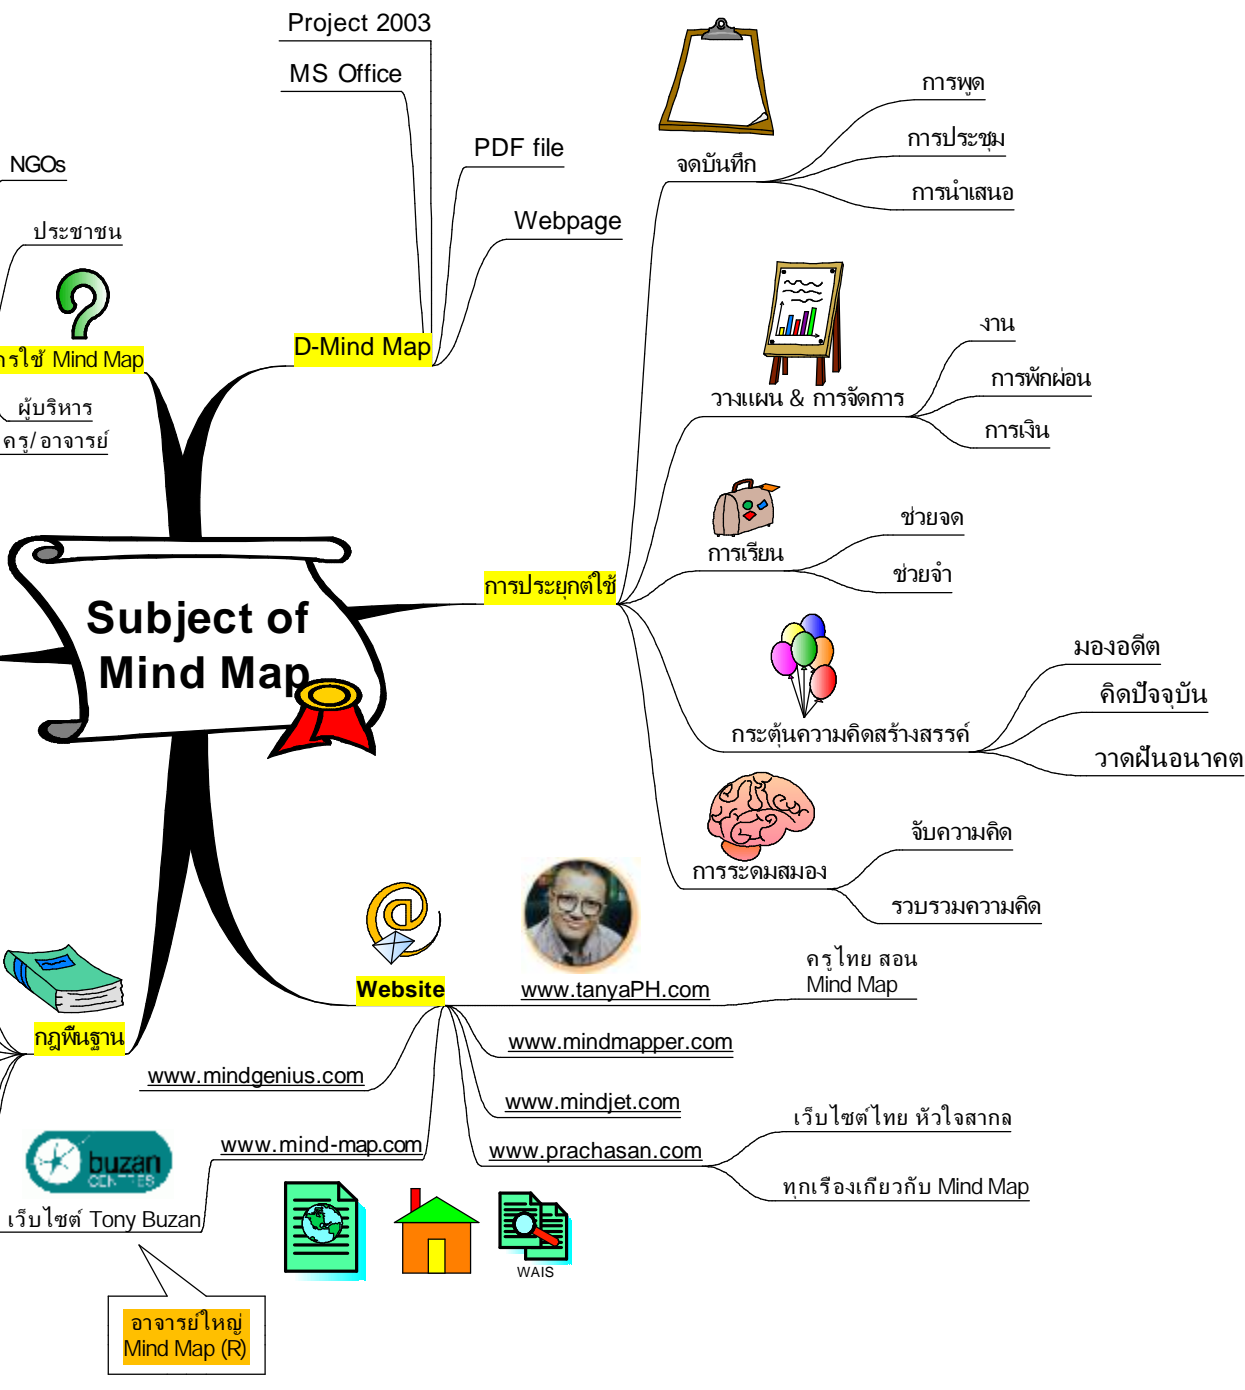 Project 2003
MS Office
PDF file
Webpage
D-Mind Map
NGOs
ประชาชน
ารใช้ Mind Map
ผู้บริหาร
ครู/อาจารย์
Subject of
Mind Map
จดบันทึก
การพูด
การประชุม
การนำเสนอ
วางแผน & การจัดการ
งาน
การพักผ่อน
การเงิน
การเรียน
ช่วยจด
ช่วยจำ
การประยุกต์ใช้
กระตุ้นความคิดสร้างสรรค์
มองอดีต
คิดปัจจุบัน
วาดฝันอนาคต
การระดมสมอง
จับความคิด
รวบรวมความคิด
Website
www.tanyaPH.com
ครูไทย สอน
Mind Map
www.mindmapper.com
www.mindgenius.com
www.mindjet.com
www.mind-map.com
www.prachasan.com
เว็บไซต์ไทย หัวใจสากล
ทุกเรื่องเกี่ยวกับ Mind Map
กฎพื้นฐาน
buzan
CENTRES
เว็บไซต์ Tony Buzan
WAIS
อาจารย์ใหญ่
Mind Map (R)